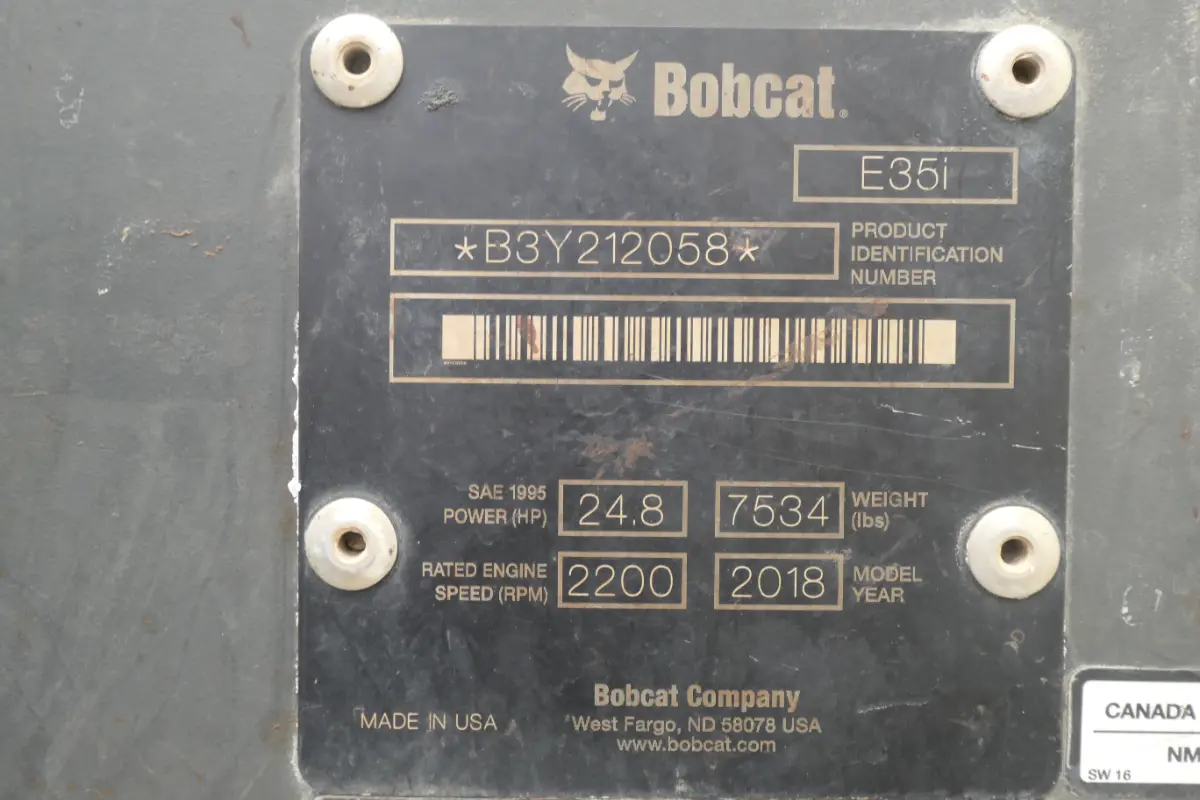 Bobcat®
E35i
*B3Y212058*
PRODUCT
IDENTIFICATION
NUMBER
SAE 1995
POWER (HP)
24.8
7534
WEIGHT
(lbs)
RATED ENGINE
SPEED (RPM)
2200
2018
MODEL
YEAR
MADE IN USA
Bobcat Company
West Fargo, ND 58078 USA
www.bobcat.com
CANADA
NM
SW 16